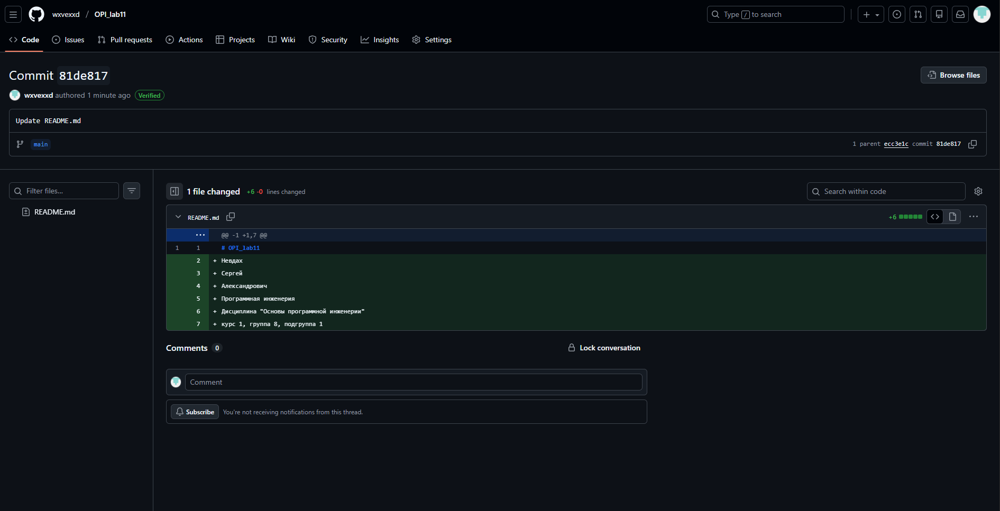 wxvexxd / OPI_lab11
Type / to search
Code Issues Pull requests Actions Projects Wiki Security Insights Settings
Commit 81de817
Browse files
wxvexxd authored 1 minute ago Verified
Update README.md
main
1 parent ecc3e1c commit 81de817
Filter files...
README.md
1 file changed +6 -0 lines changed
Search within code
README.md
+6
@@ -1 +1,7 @@
1 1 # OPI_lab11
2 + Невдах
3 + Сергей
4 + Александрович
5 + Программная инженерия
6 + Дисциплина "Основы программной инженерии"
7 + курс 1, группа 8, подгруппа 1
Comments 0
Lock conversation
Comment
Subscribe You're not receiving notifications from this thread.